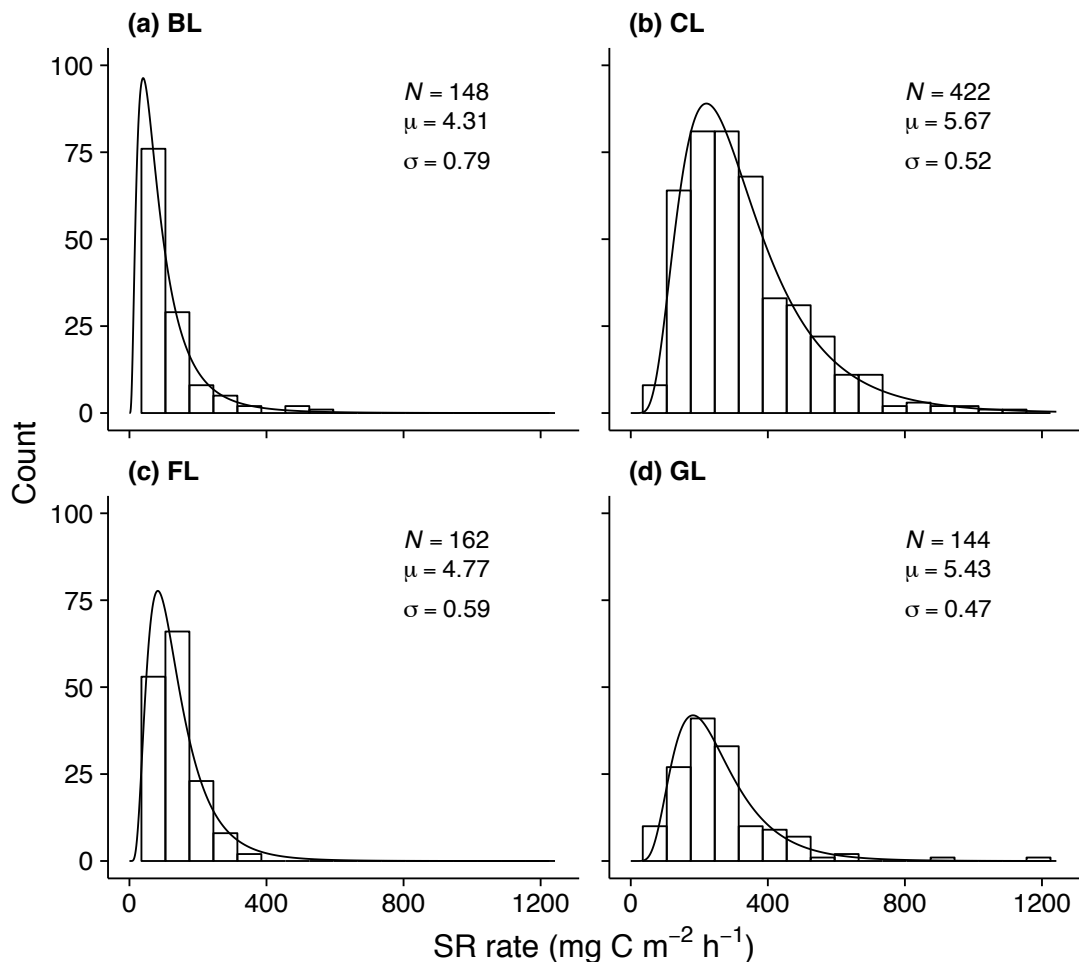 (a) BL
100
75
50
25
0
N = 148
μ = 4.31
σ = 0.79
(b) CL
N = 422
μ = 5.67
σ = 0.52
Count
(c) FL
100
75
50
25
0
N = 162
μ = 4.77
σ = 0.59
0 400 800 1200
(d) GL
N = 144
μ = 5.43
σ = 0.47
0 400 800 1200
SR rate (mg C m⁻² h⁻¹)